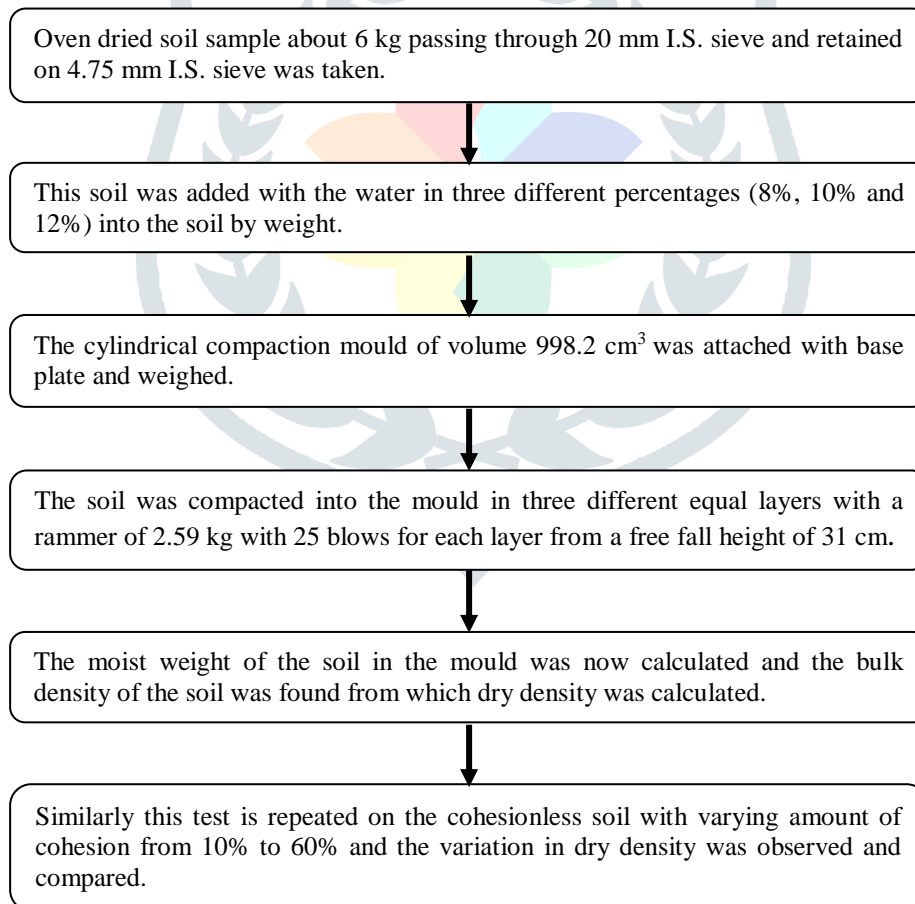 Oven dried soil sample about 6 kg passing through 20 mm I.S. sieve and retained
on 4.75 mm I.S. sieve was taken.
This soil was added with the water in three different percentages (8%, 10% and
12%) into the soil by weight.
The cylindrical compaction mould of volume 998.2 cm³ was attached with base
plate and weighed.
The soil was compacted into the mould in three different equal layers with a
rammer of 2.59 kg with 25 blows for each layer from a free fall height of 31 cm.
The moist weight of the soil in the mould was now calculated and the bulk
density of the soil was found from which dry density was calculated.
Similarly this test is repeated on the cohesionless soil with varying amount of
cohesion from 10% to 60% and the variation in dry density was observed and
compared.